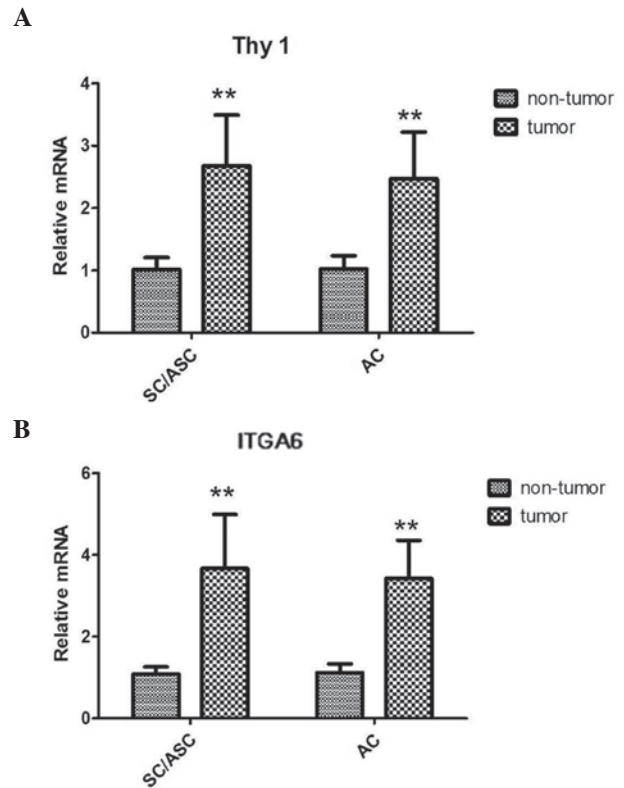 A
Thy 1
4
3
2
1
0
Relative mRNA
**
**
SC/ASC
AC
non-tumor
tumor
B
ITGA6
6
4
2
0
Relative mRNA
**
**
SC/ASC
AC
non-tumor
tumor